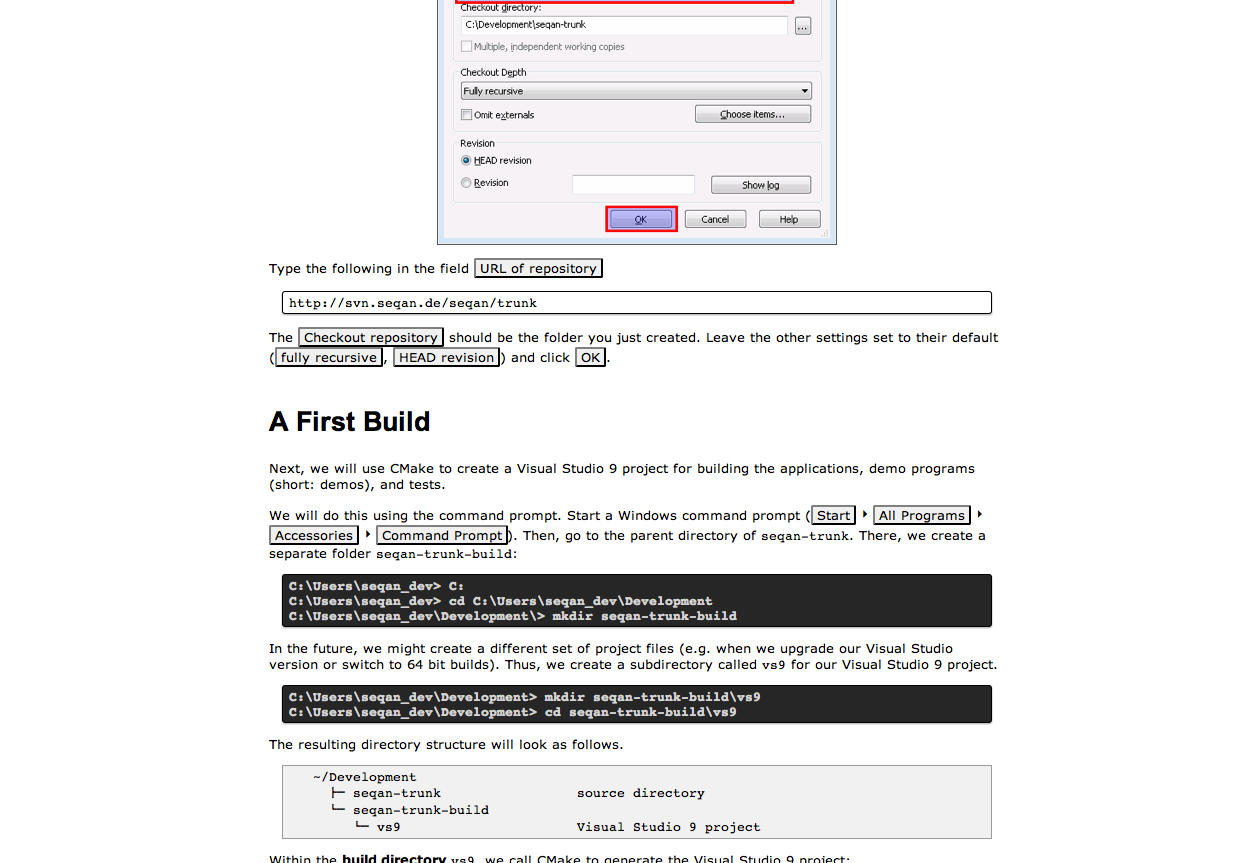 Checkout directory:
C:\Development\seqan-trunk
...
Multiple, independent working copies
Checkout Depth
Fully recursive
Omit externals
Choose items...
Revision
HEAD revision
Revision
Show log
OK
Cancel
Help
Type the following in the field URL of repository
http://svn.seqan.de/seqan/trunk
The Checkout repository should be the folder you just created. Leave the other settings set to their default
(fully recursive, HEAD revision) and click OK.
A First Build
Next, we will use CMake to create a Visual Studio 9 project for building the applications, demo programs
(short: demos), and tests.
We will do this using the command prompt. Start a Windows command prompt (Start ‣ All Programs ‣
Accessories ‣ Command Prompt). Then, go to the parent directory of seqan-trunk. There, we create a
separate folder seqan-trunk-build:
C:\Users\seqan_dev> C:
C:\Users\seqan_dev> cd C:\Users\seqan_dev\Development
C:\Users\seqan_dev\Development\> mkdir seqan-trunk-build
In the future, we might create a different set of project files (e.g. when we upgrade our Visual Studio
version or switch to 64 bit builds). Thus, we create a subdirectory called vs9 for our Visual Studio 9 project.
C:\Users\seqan_dev\Development> mkdir seqan-trunk-build\vs9
C:\Users\seqan_dev\Development> cd seqan-trunk-build\vs9
The resulting directory structure will look as follows.
~/Development
├─ seqan-trunk source directory
└─ seqan-trunk-build
└─ vs9 Visual Studio 9 project
Within the build directory vs9, we call CMake to generate the Visual Studio 9 project: